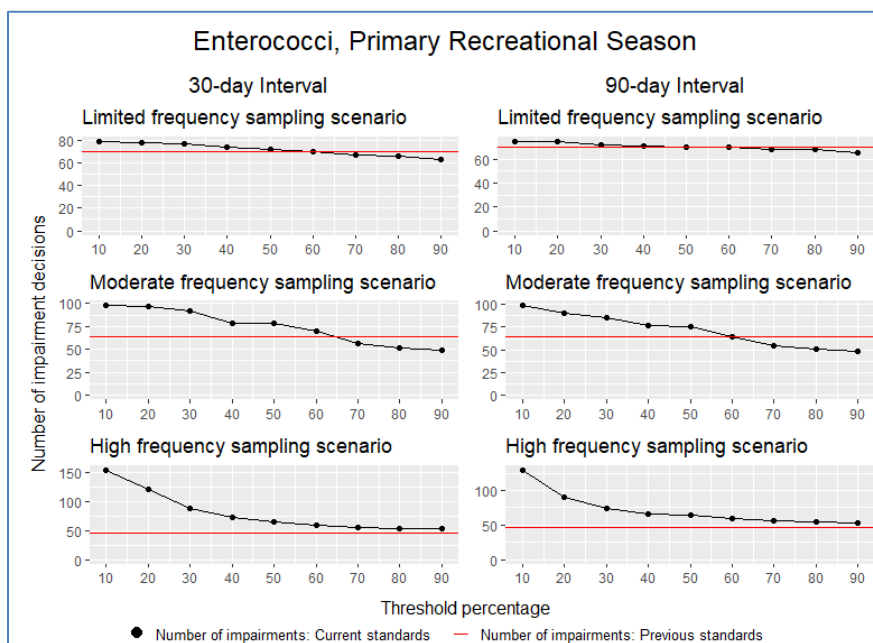 Enterococci, Primary Recreational Season
30-day Interval
90-day Interval
Limited frequency sampling scenario
Limited frequency sampling scenario
80
60
40
20
0
10 20 30 40 50 60 70 80 90
60
40
20
0
10 20 30 40 50 60 70 80 90
Number of impairment decisions
Moderate frequency sampling scenario
Moderate frequency sampling scenario
100
75
50
25
0
10 20 30 40 50 60 70 80 90
100
75
50
25
0
10 20 30 40 50 60 70 80 90
High frequency sampling scenario
High frequency sampling scenario
150
100
50
0
10 20 30 40 50 60 70 80 90
100
50
0
10 20 30 40 50 60 70 80 90
Threshold percentage
Number of impairments: Current standards
Number of impairments: Previous standards